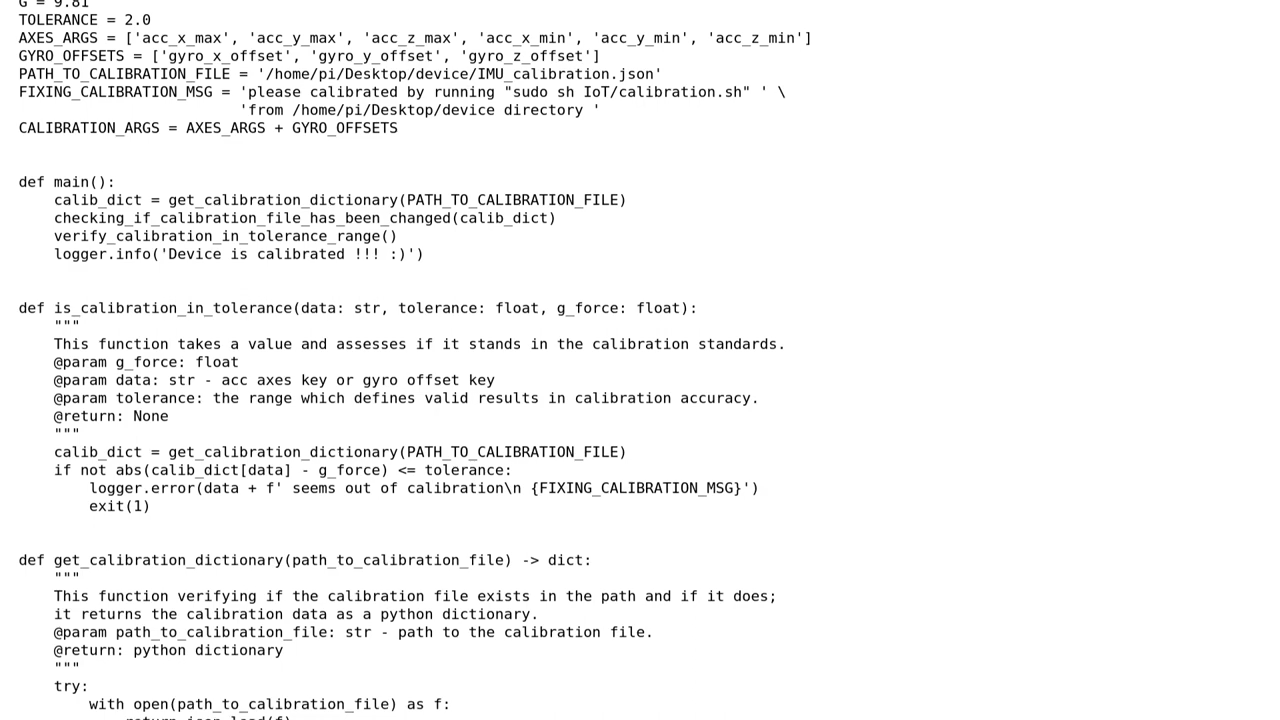 G = 9.81
TOLERANCE = 2.0
AXES_ARGS = ['acc_x_max', 'acc_y_max', 'acc_z_max', 'acc_x_min', 'acc_y_min', 'acc_z_min']
GYRO_OFFSETS = ['gyro_x_offset', 'gyro_y_offset', 'gyro_z_offset']
PATH_TO_CALIBRATION_FILE = '/home/pi/Desktop/device/IMU_calibration.json'
FIXING_CALIBRATION_MSG = 'please calibrated by running "sudo sh IoT/calibration.sh" ' \
                         'from /home/pi/Desktop/device directory '
CALIBRATION_ARGS = AXES_ARGS + GYRO_OFFSETS


def main():
    calib_dict = get_calibration_dictionary(PATH_TO_CALIBRATION_FILE)
    checking_if_calibration_file_has_been_changed(calib_dict)
    verify_calibration_in_tolerance_range()
    logger.info('Device is calibrated !!! :)')


def is_calibration_in_tolerance(data: str, tolerance: float, g_force: float):
    """
    This function takes a value and assesses if it stands in the calibration standards.
    @param g_force: float
    @param data: str - acc axes key or gyro offset key
    @param tolerance: the range which defines valid results in calibration accuracy.
    @return: None
    """
    calib_dict = get_calibration_dictionary(PATH_TO_CALIBRATION_FILE)
    if not abs(calib_dict[data] - g_force) <= tolerance:
        logger.error(data + f' seems out of calibration\n {FIXING_CALIBRATION_MSG}')
        exit(1)


def get_calibration_dictionary(path_to_calibration_file) -> dict:
    """
    This function verifying if the calibration file exists in the path and if it does;
    it returns the calibration data as a python dictionary.
    @param path_to_calibration_file: str - path to the calibration file.
    @return: python dictionary
    """
    try:
        with open(path_to_calibration_file) as f:
            return json.load(f)